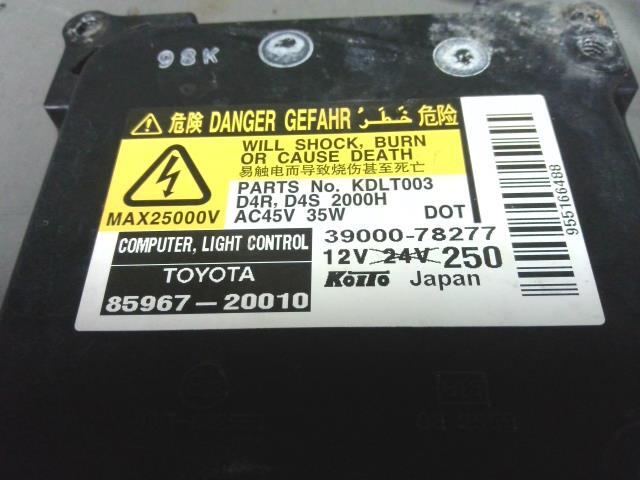 98K
危険 DANGER GEFAHR خَطَر 危险
WILL SHOCK, BURN
OR CAUSE DEATH
易触电而导致烧伤甚至死亡
MAX25000V
PARTS No. KDLT003
D4R, D4S 2000H
AC45V 35W DOT
COMPUTER, LIGHT CONTROL
39000-78277
12V 24V 250
TOYOTA
KOITO Japan
85967-20010
955166488